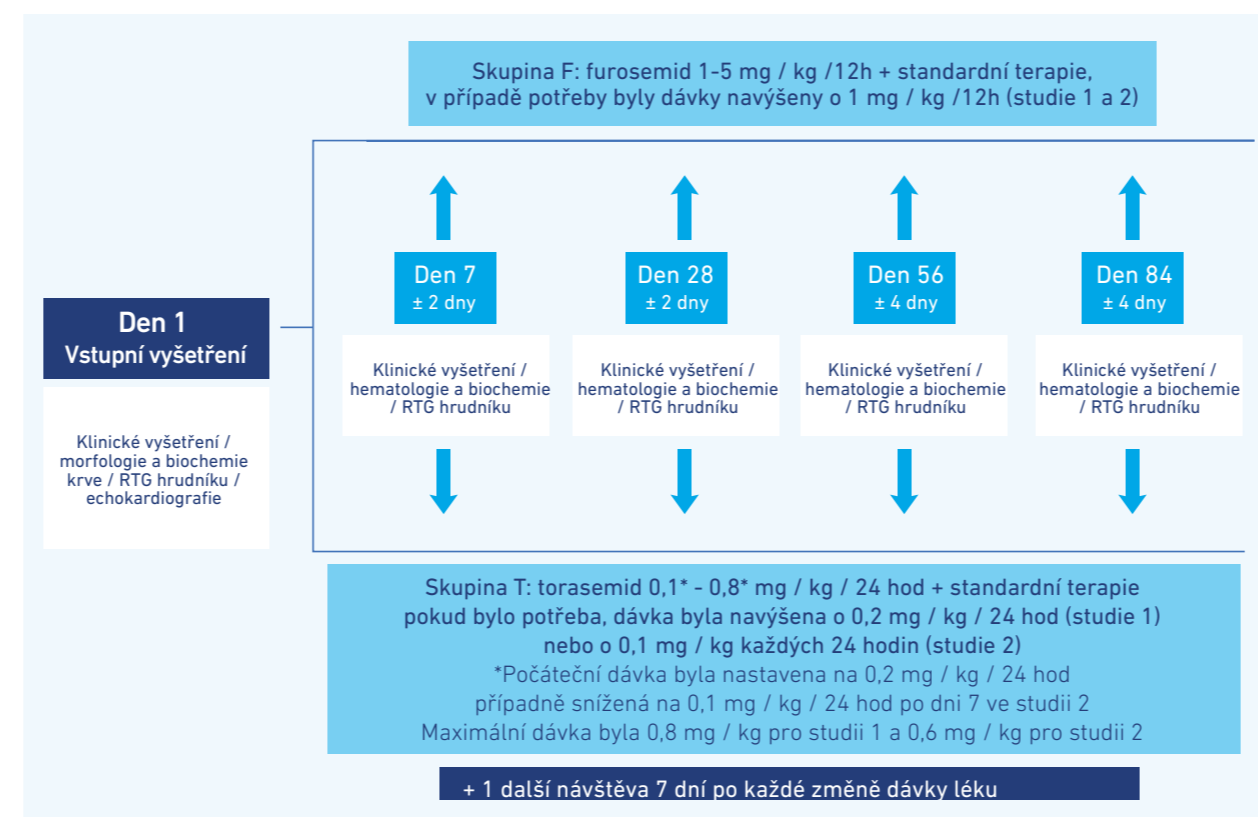 Skupina F: furosemid 1-5 mg / kg /12h + standardní terapie,
v případě potřeby byly dávky navýšeny o 1 mg / kg /12h (studie 1 a 2)
Den 1
Vstupní vyšetření
Klinické vyšetření /
morfologie a biochemie
krve / RTG hrudníku /
echokardiografie
Den 7
± 2 dny
Klinické vyšetření /
hematologie a biochemie
/ RTG hrudníku
Den 28
± 2 dny
Klinické vyšetření /
hematologie a biochemie
/ RTG hrudníku
Den 56
± 4 dny
Klinické vyšetření /
hematologie a biochemie
/ RTG hrudníku
Den 84
± 4 dny
Klinické vyšetření /
hematologie a biochemie
/ RTG hrudníku
Skupina T: torasemid 0,1* - 0,8* mg / kg / 24 hod + standardní terapie
pokud bylo potřeba, dávka byla navýšena o 0,2 mg / kg / 24 hod (studie 1)
nebo o 0,1 mg / kg každých 24 hodin (studie 2)
*Počáteční dávka byla nastavena na 0,2 mg / kg / 24 hod
případně snížená na 0,1 mg / kg / 24 hod po dni 7 ve studii 2
Maximální dávka byla 0,8 mg / kg pro studii 1 a 0,6 mg / kg pro studii 2
+ 1 další návštěva 7 dní po každé změně dávky léku